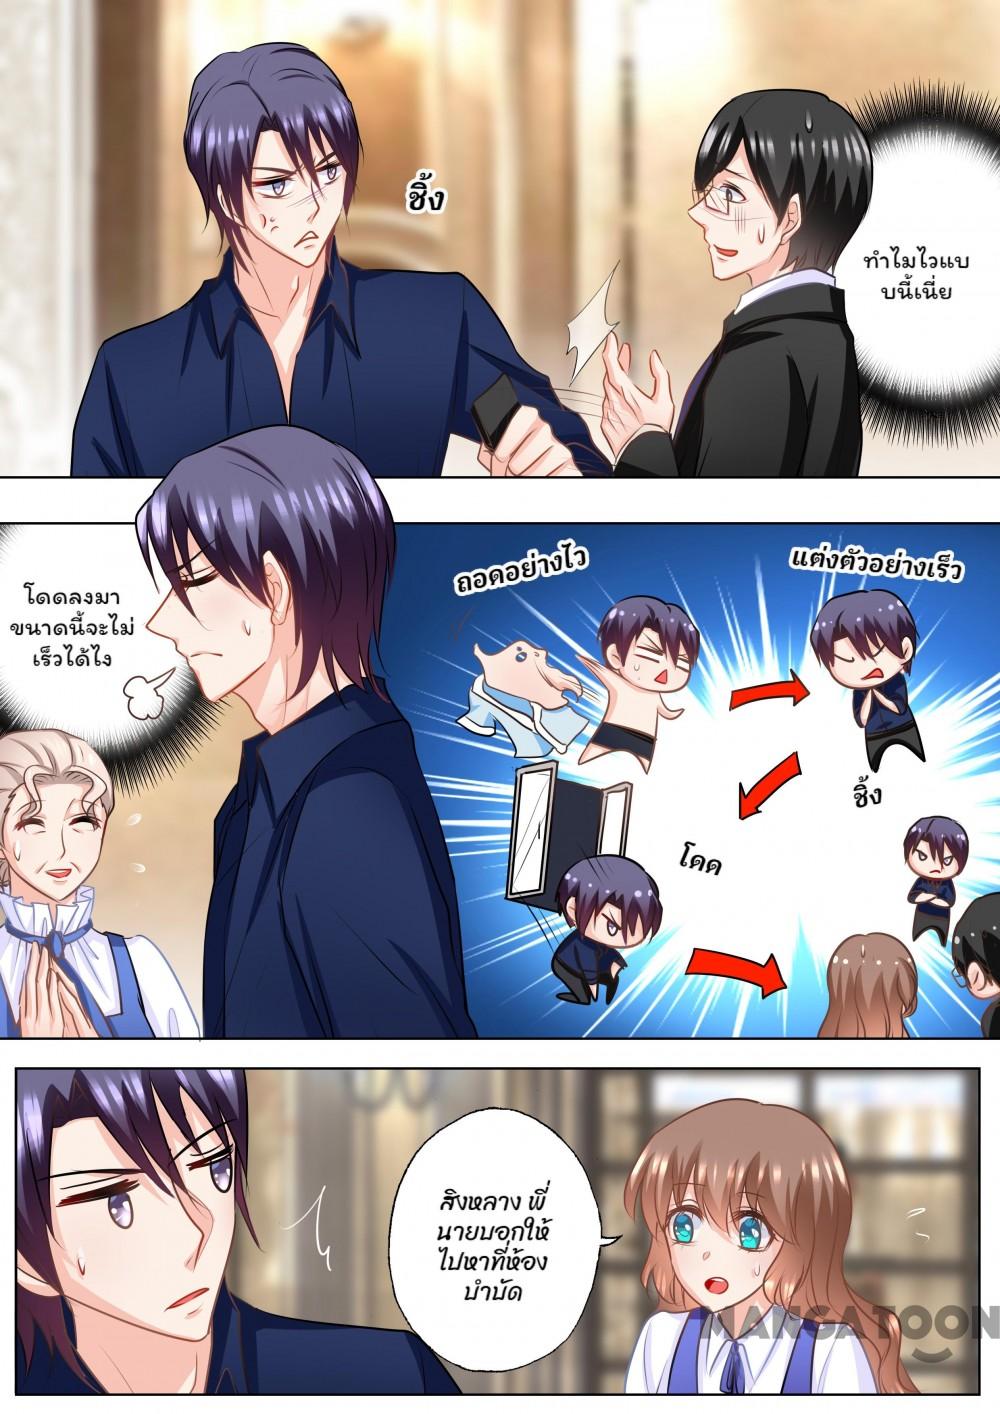 ชิ้ง
ทำไมไวแบ
บนี้เนี่ย
โดดลงมา
ขนาดนี้จะไม่
เร็วได้ไง
ถอดอย่างไว
แต่งตัวอย่างเร็ว
ชิ้ง
โดด
สิงหลาง พี่
นายบอกให้
ไปหาที่ห้อง
บำบัด
MANGATOON